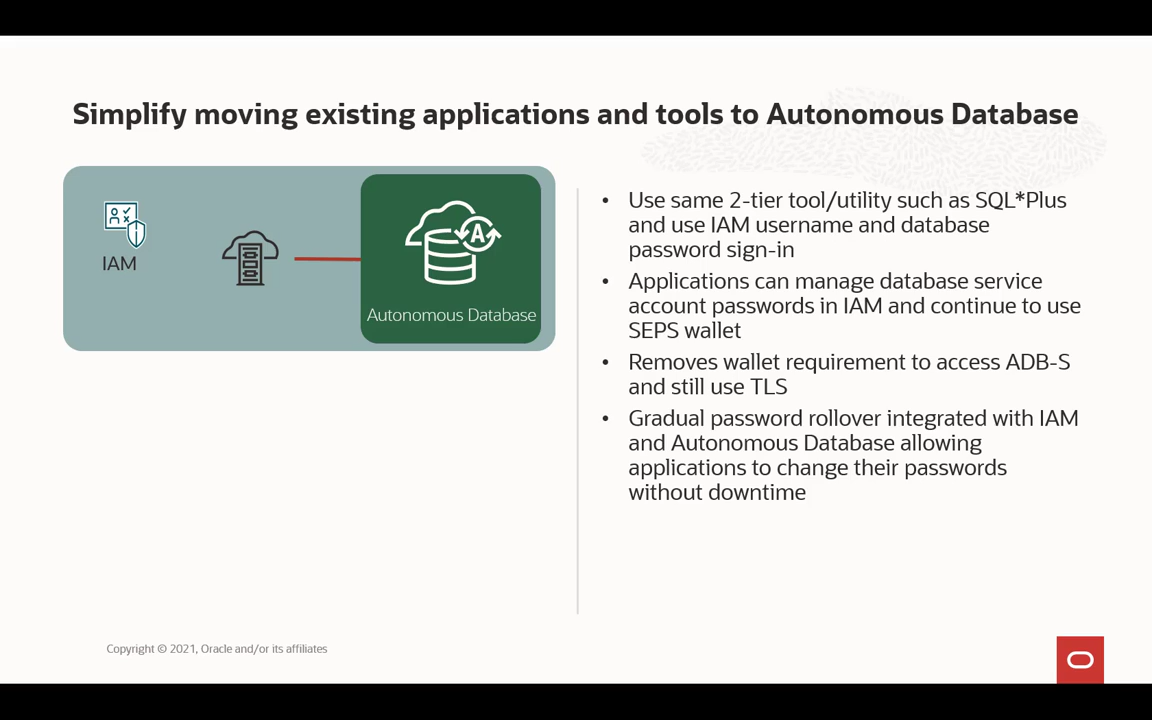 Simplify moving existing applications and tools to Autonomous Database
IAM
A
Autonomous Database
• Use same 2-tier tool/utility such as SQL*Plus
and use IAM username and database
password sign-in
• Applications can manage database service
account passwords in IAM and continue to use
SEPS wallet
• Removes wallet requirement to access ADB-S
and still use TLS
• Gradual password rollover integrated with IAM
and Autonomous Database allowing
applications to change their passwords
without downtime
Copyright © 2021, Oracle and/or its affiliates